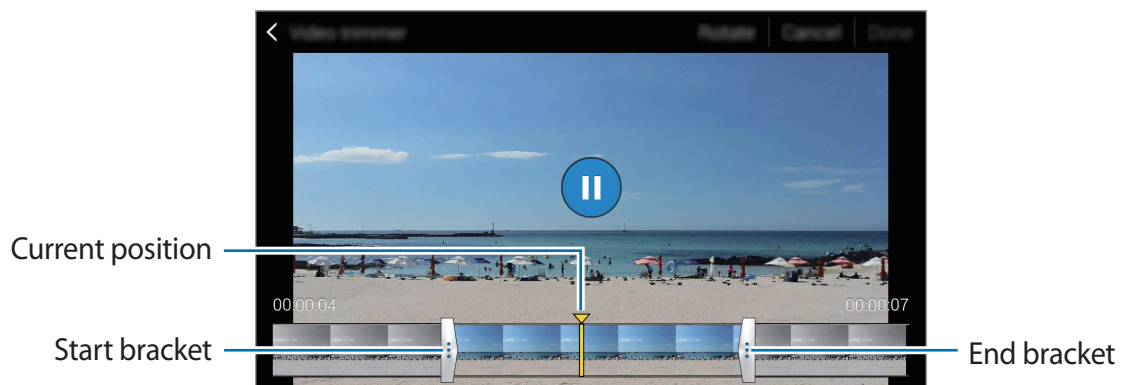 Video trimmer Rotate Cancel Done
Current position
00:00:04 00:00:07
Start bracket
End bracket